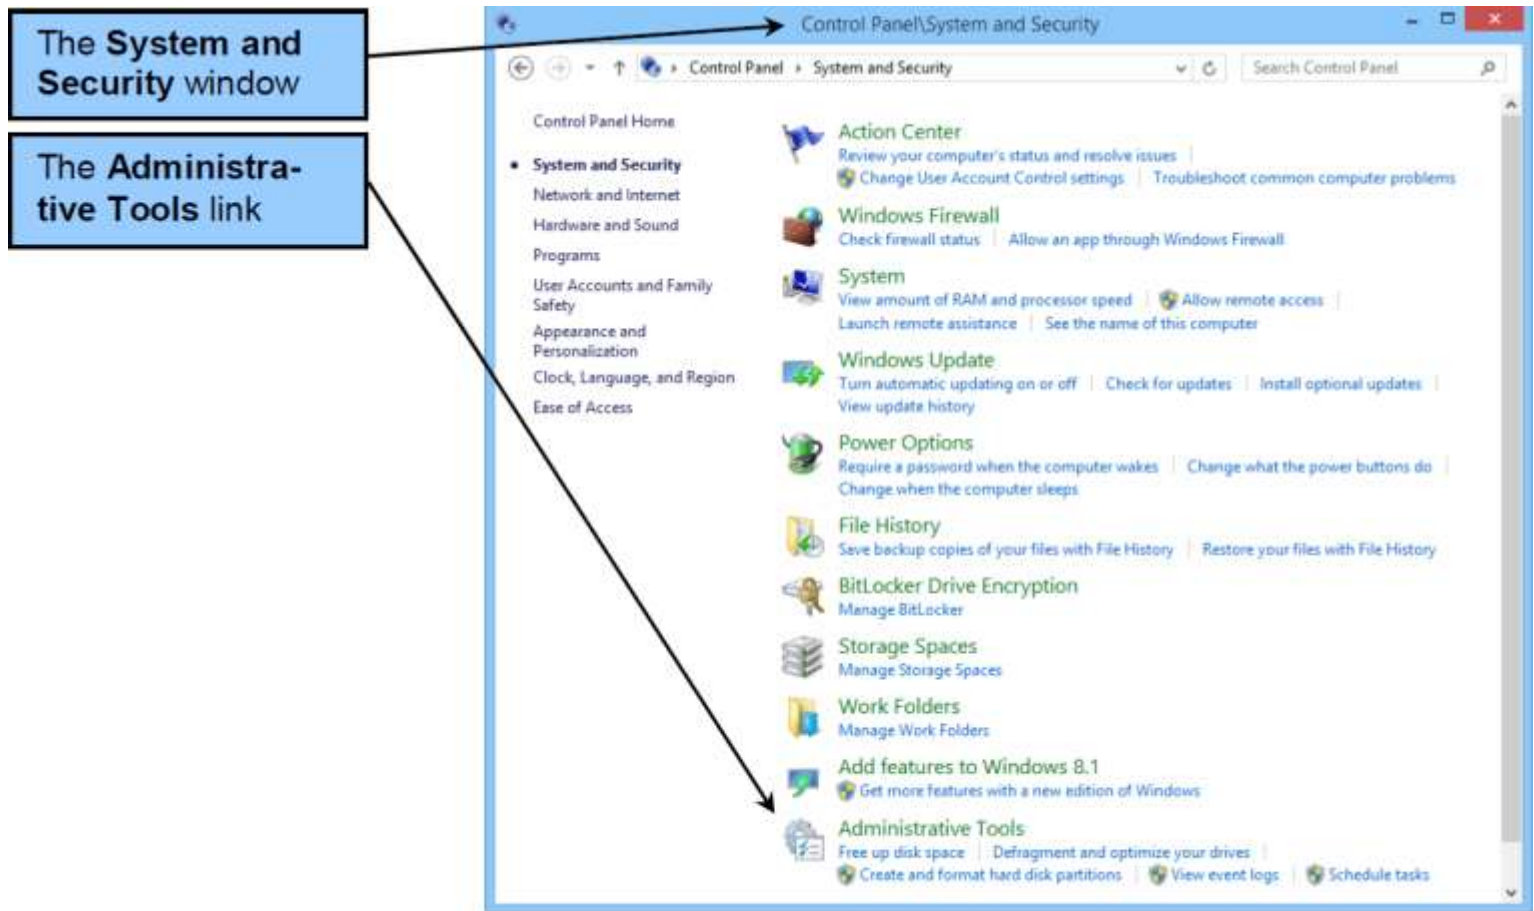 The System and
Security window
The Administra-
tive Tools link
Control Panel\System and Security
Control Panel System and Security
Search Control Panel
Control Panel Home
System and Security
Network and Internet
Hardware and Sound
Programs
User Accounts and Family
Safety
Appearance and
Personalization
Clock, Language, and Region
Ease of Access
Action Center
Review your computer's status and resolve issues
Change User Account Control settings Troubleshoot common computer problems
Windows Firewall
Check firewall status Allow an app through Windows Firewall
System
View amount of RAM and processor speed Allow remote access
Launch remote assistance See the name of this computer
Windows Update
Turn automatic updating on or off Check for updates Install optional updates
View update history
Power Options
Require a password when the computer wakes Change what the power buttons do
Change when the computer sleeps
File History
Save backup copies of your files with File History Restore your files with File History
BitLocker Drive Encryption
Manage BitLocker
Storage Spaces
Manage Storage Spaces
Work Folders
Manage Work Folders
Add features to Windows 8.1
Get more features with a new edition of Windows
Administrative Tools
Free up disk space Defragment and optimize your drives
Create and format hard disk partitions View event logs Schedule tasks